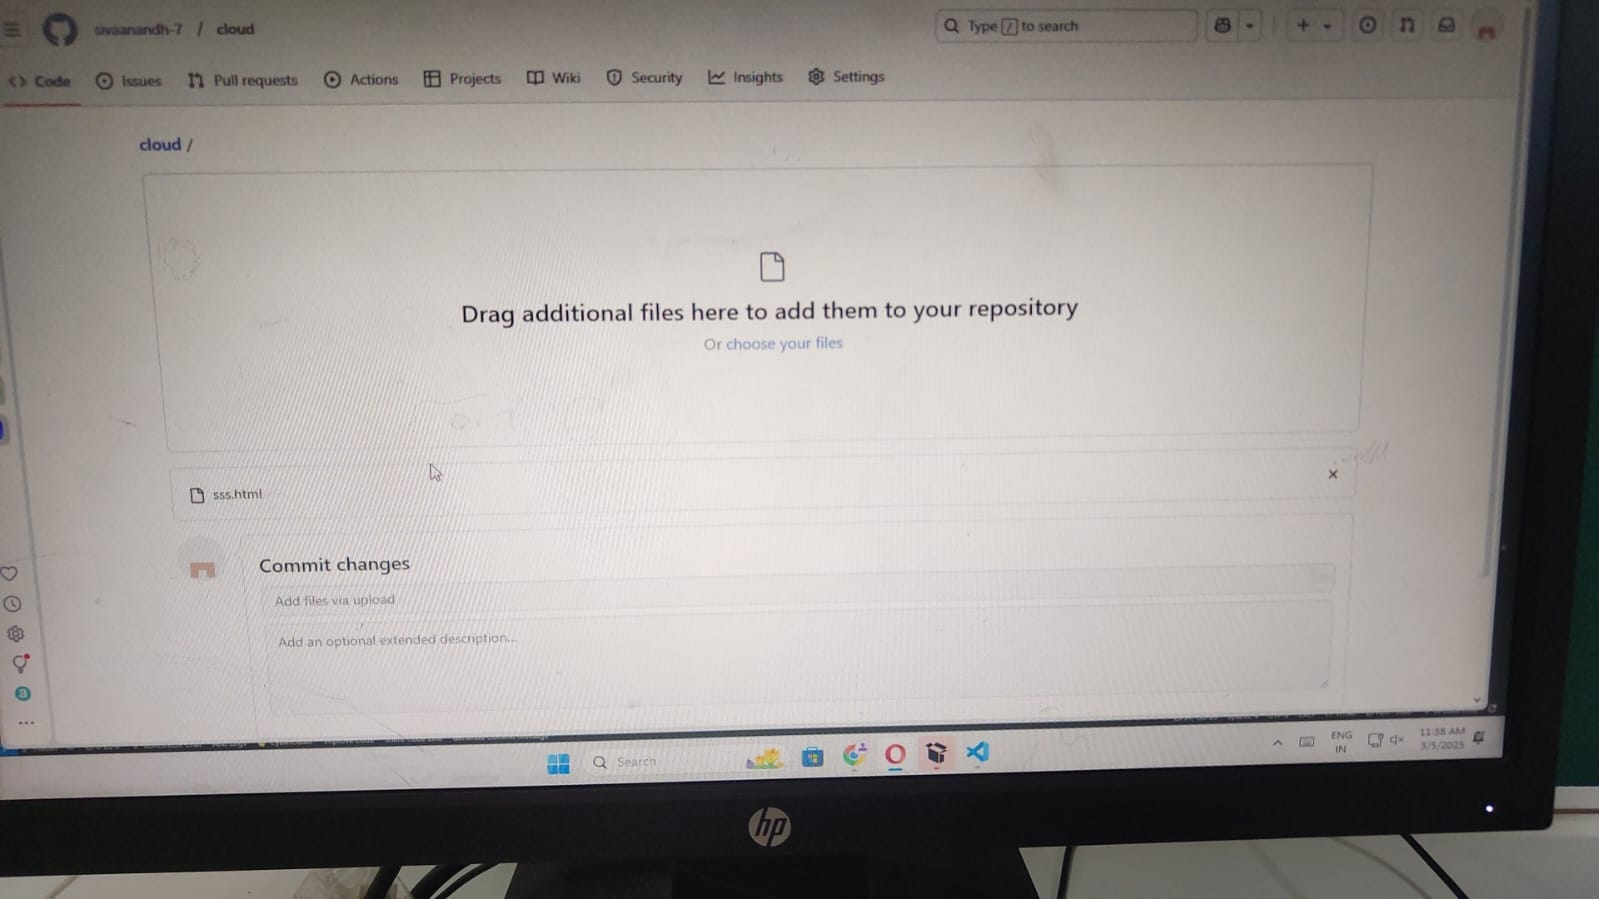 sivaanandh-7 / cloud
Type / to search
Code
Issues
Pull requests
Actions
Projects
Wiki
Security
Insights
Settings
cloud /
Drag additional files here to add them to your repository
Or choose your files
sss.html
Commit changes
Add files via upload
Add an optional extended description...
a
Search
ENG
IN
11:38 AM
3/5/2025
hp